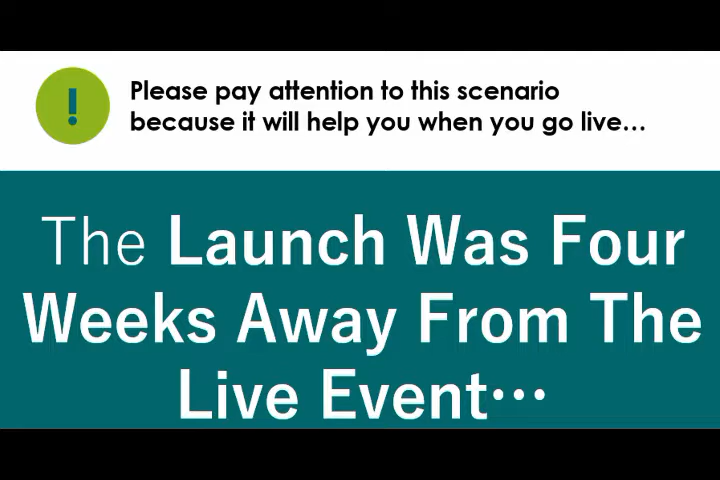 !
Please pay attention to this scenario
because it will help you when you go live…
The Launch Was Four
Weeks Away From The
Live Event…